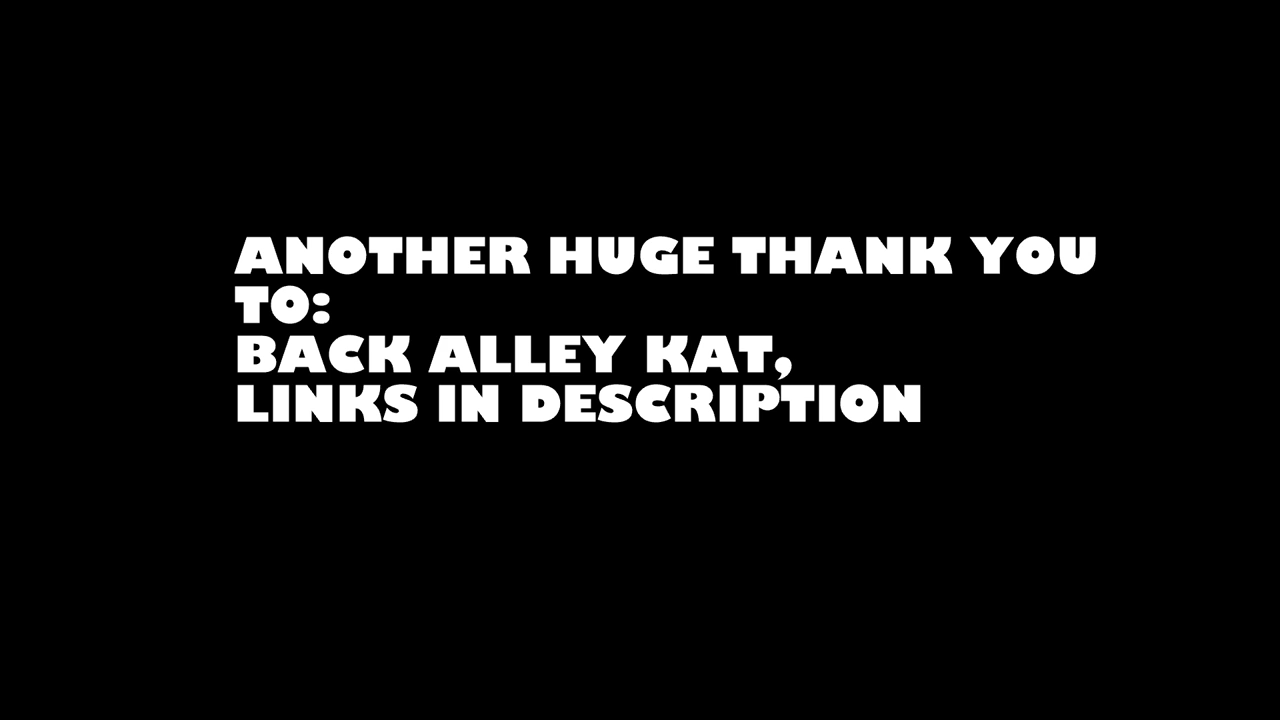 ANOTHER HUGE THANK YOU
TO:
BACK ALLEY KAT,
LINKS IN DESCRIPTION